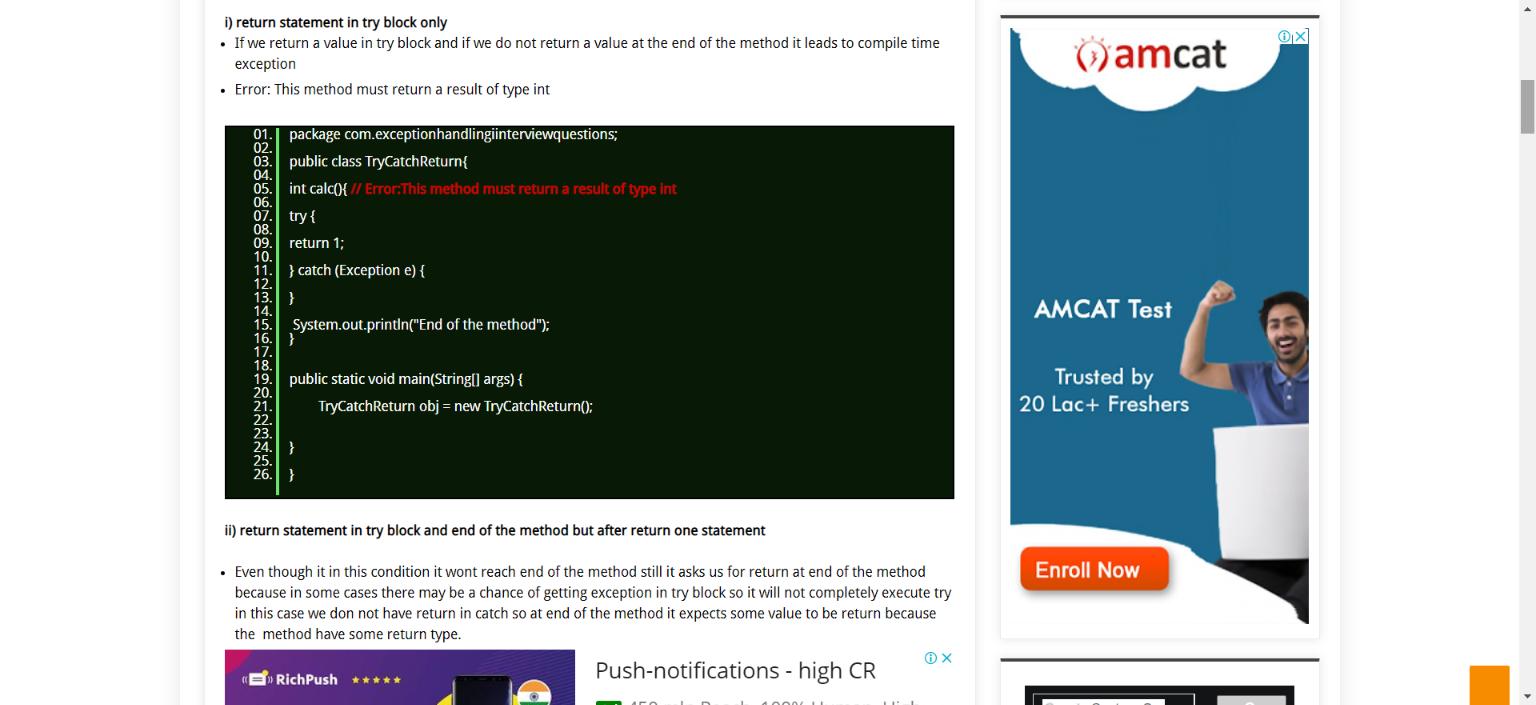 i) return statement in try block only
If we return a value in try block and if we do not return a value at the end of the method it leads to compile time
exception
Error: This method must return a result of type int
01. package com.exceptionhandlingiinterviewquestions;
02.
03. public class TryCatchReturn{
04.
05. int calc(){ // Error:This method must return a result of type int
06.
07. try {
08.
09. return 1;
10.
11. } catch (Exception e) {
12.
13. }
14.
15. System.out.println("End of the method");
16. }
17.
18.
19. public static void main(String[] args) {
20.
21. TryCatchReturn obj = new TryCatchReturn();
22.
23.
24. }
25.
26. }
ii) return statement in try block and end of the method but after return one statement
Even though it in this condition it wont reach end of the method still it asks us for return at end of the method
because in some cases there may be a chance of getting exception in try block so it will not completely execute try
in this case we don not have return in catch so at end of the method it expects some value to be return because
the method have some return type.
RichPush
Push-notifications - high CR
amcat
AMCAT Test
Trusted by
20 Lac+ Freshers
Enroll Now